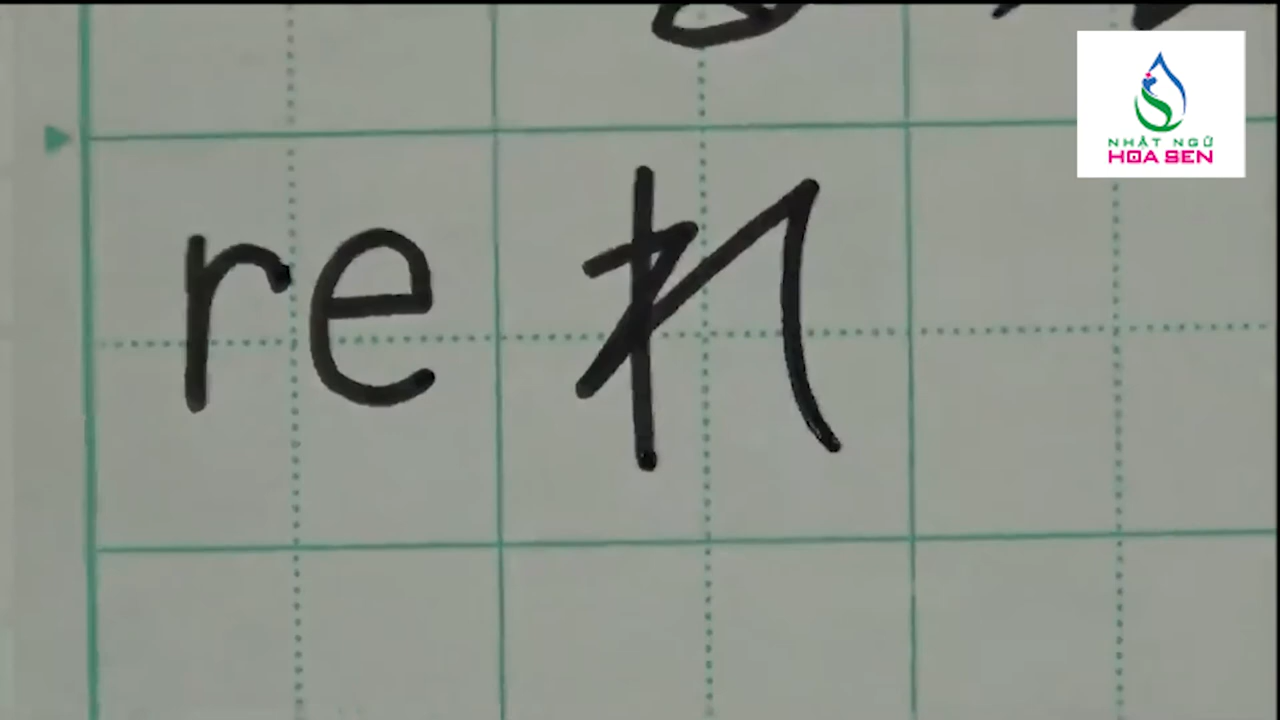 NHẬT NGỮ
HOA SEN
re れ